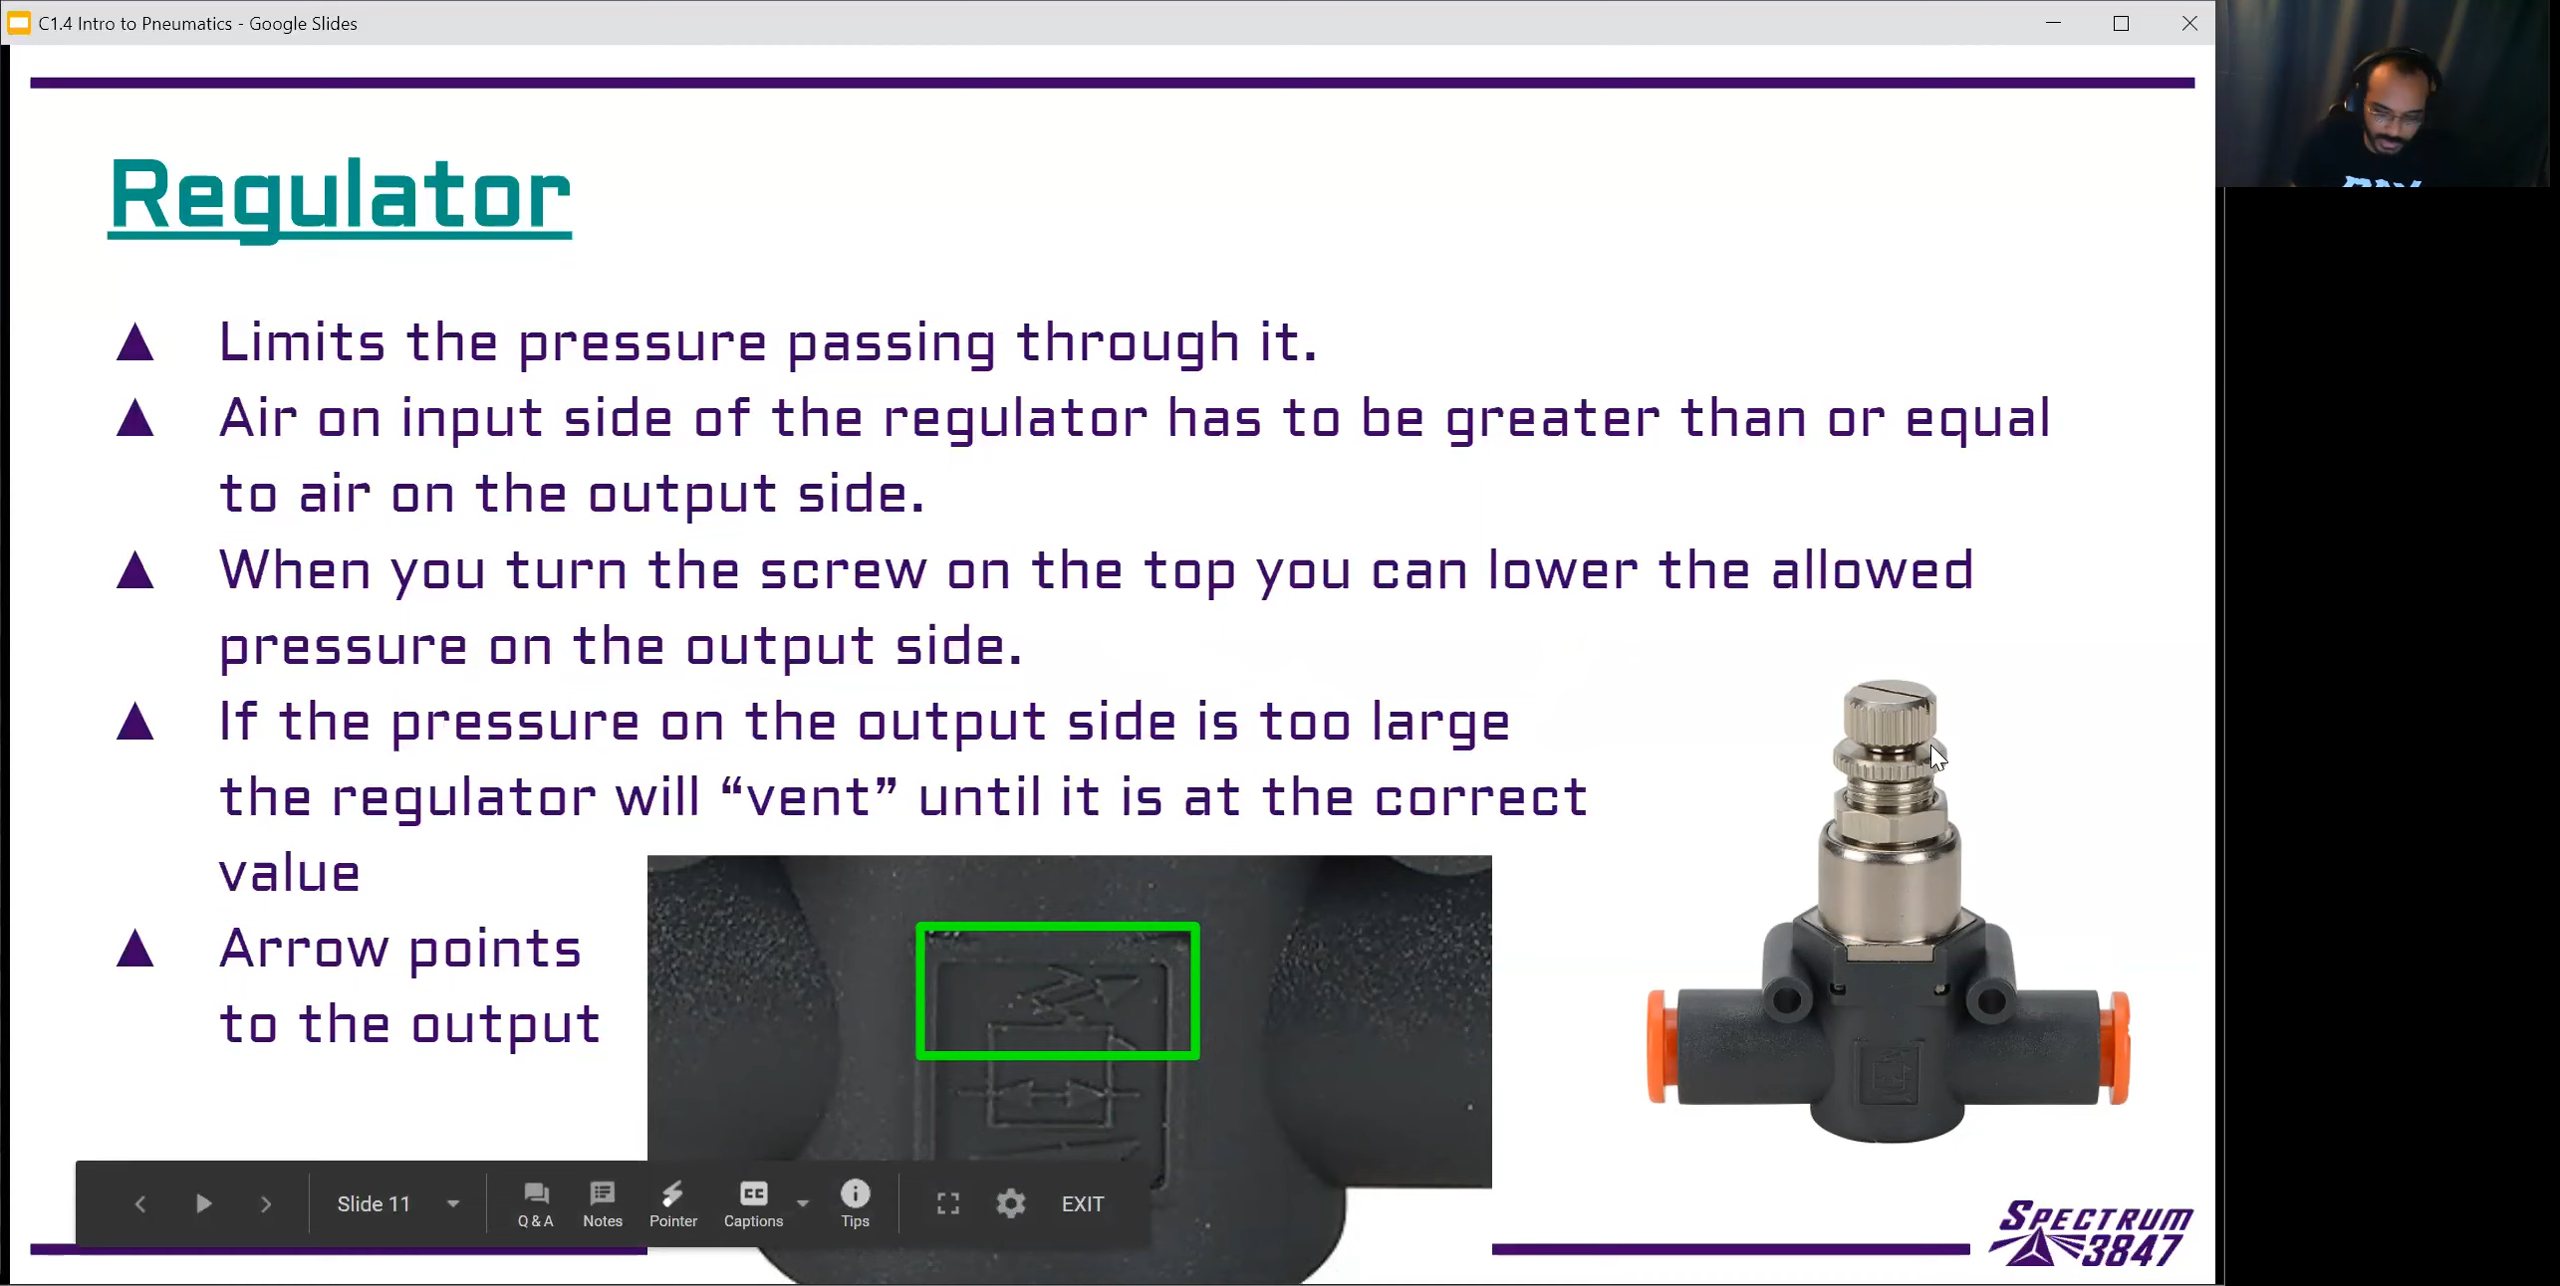 C1.4 Intro to Pneumatics - Google Slides
Regulator
▲ Limits the pressure passing through it.
▲ Air on input side of the regulator has to be greater than or equal
to air on the output side.
▲ When you turn the screw on the top you can lower the allowed
pressure on the output side.
▲ If the pressure on the output side is too large
the regulator will “vent” until it is at the correct
value
▲ Arrow points
to the output
Slide 11
Q & A
Notes
Pointer
CC
Captions
Tips
EXIT
SPECTRUM
3847